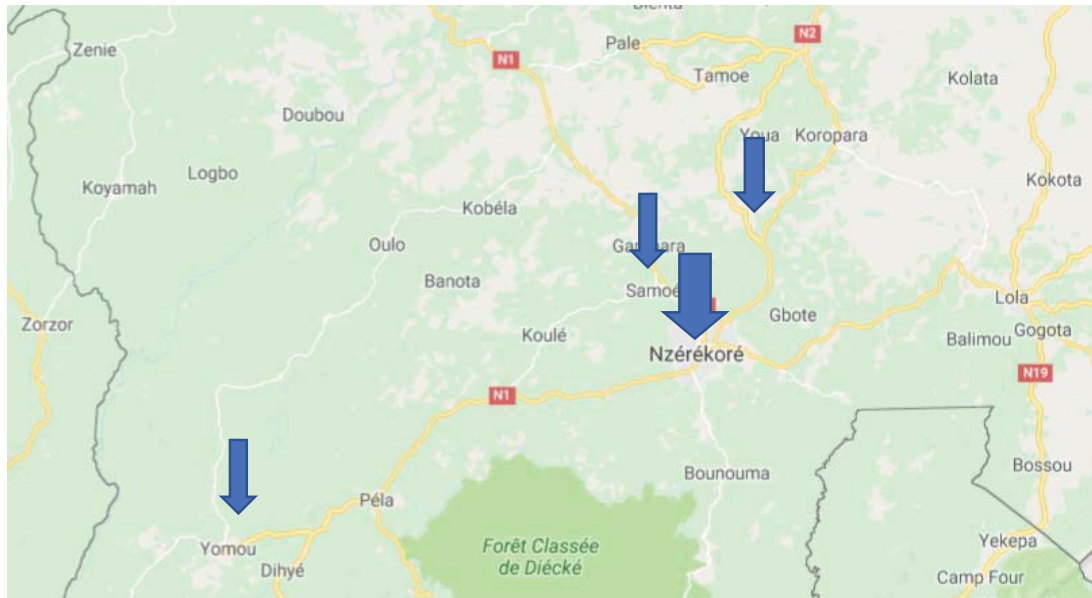 Zenie
N1
Pale
N2
Tamoe
Kolata
Doubou
Youa
Koropara
Logbo
Koyamah
Kokota
Kobéla
Oulo
Banota
Samoé
Lola
Zorzor
Koulé
Gbote
Gogota
Balimou
Nzérékoré
N19
N1
Bossou
Bounouma
Péla
Yomou
Yekepa
Forêt Classée
de Diécké
Dihyé
Camp Four